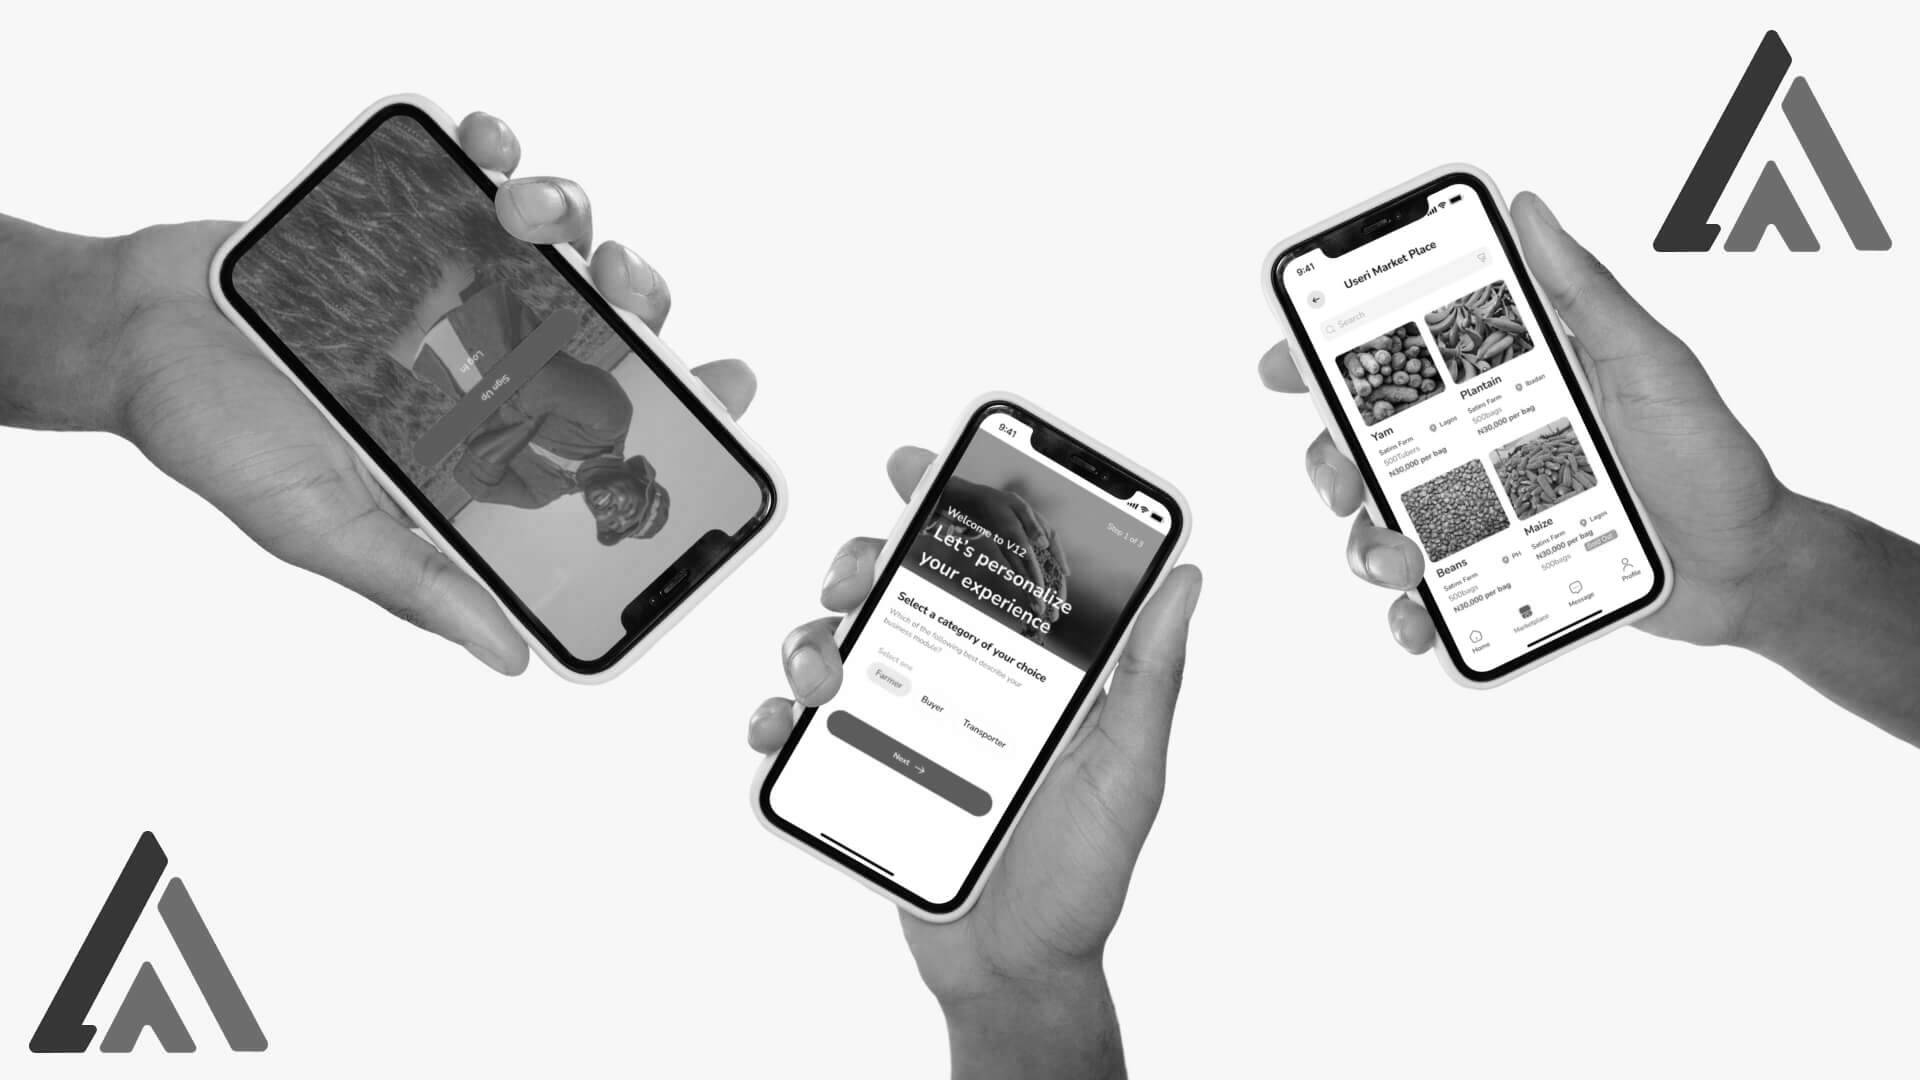 Log In
Sign Up
9:41
Welcome to V12
Step 1 of 3
Let's personalize
your experience
Select a category of your choice
Which of the following best describe your
business module?
Select one
Farmer
Buyer
Transporter
Next
9:41
Useri Market Place
Search
Yam
Satins Farm
Lagos
500Tubers
₦30,000 per bag
Plantain
Satins Farm
Ibadan
500bags
₦30,000 per bag
Beans
Satins Farm
PH
500bags
₦30,000 per bag
Maize
Satins Farm
Lagos
₦30,000 per bag
500bags
Sold Out
Home
Marketplace
Message
Profile